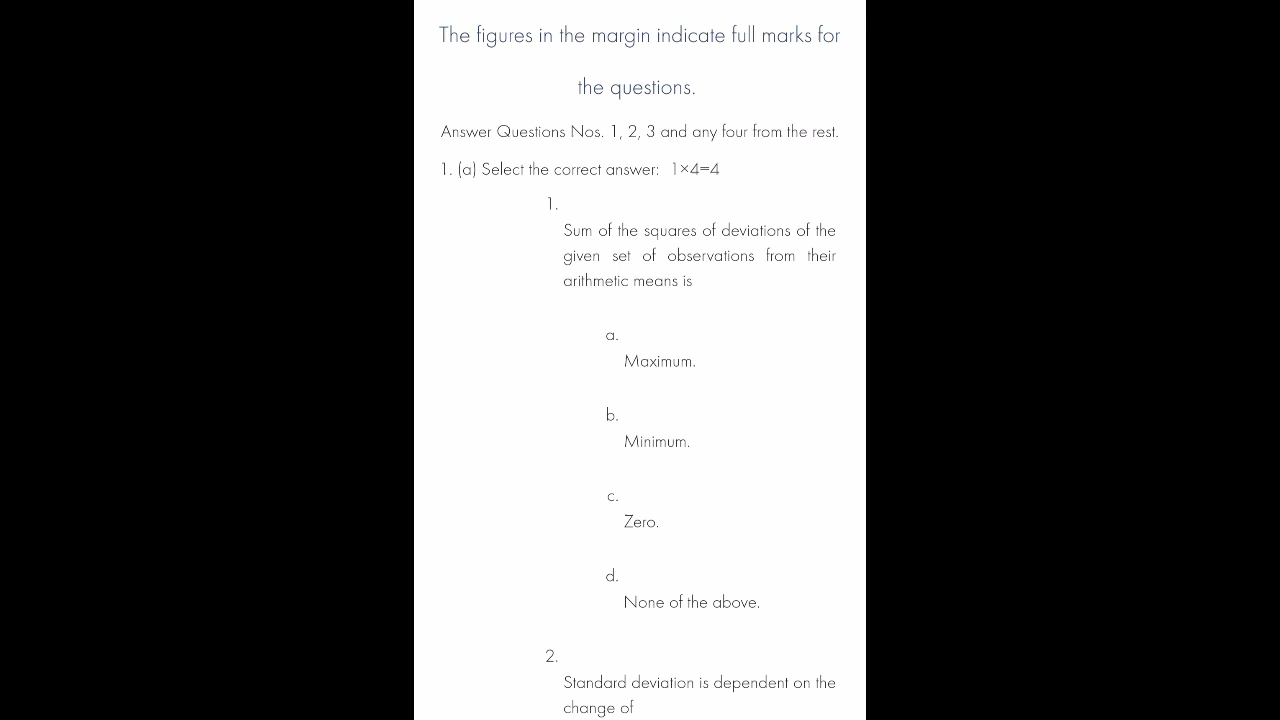 The figures in the margin indicate full marks for
the questions.
Answer Questions Nos. 1, 2, 3 and any four from the rest.
1. (a) Select the correct answer: 1×4=4
1.
Sum of the squares of deviations of the
given set of observations from their
arithmetic means is
a.
Maximum.
b.
Minimum.
c.
Zero.
d.
None of the above.
2.
Standard deviation is dependent on the
change of